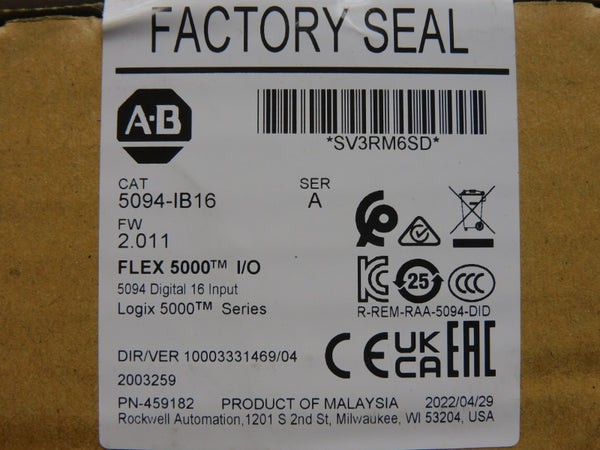 FACTORY SEAL
A·B
*SV3RM6SD*
CAT
5094-IB16
SER
A
FW
2.011
FLEX 5000™ I/O
5094 Digital 16 Input
Logix 5000™ Series
25
CCC
R-REM-RAA-5094-DID
CE UK CA EAC
DIR/VER 10003331469/04
2003259
PN-459182 PRODUCT OF MALAYSIA 2022/04/29
Rockwell Automation,1201 S 2nd St, Milwaukee, WI 53204, USA